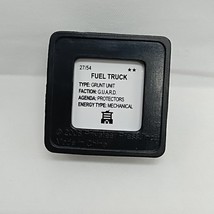 27/54 ★★
FUEL TRUCK
TYPE: GRUNT UNIT
FACTION: G.U.A.R.D.
AGENDA: PROTECTORS
ENERGY TYPE: MECHANICAL